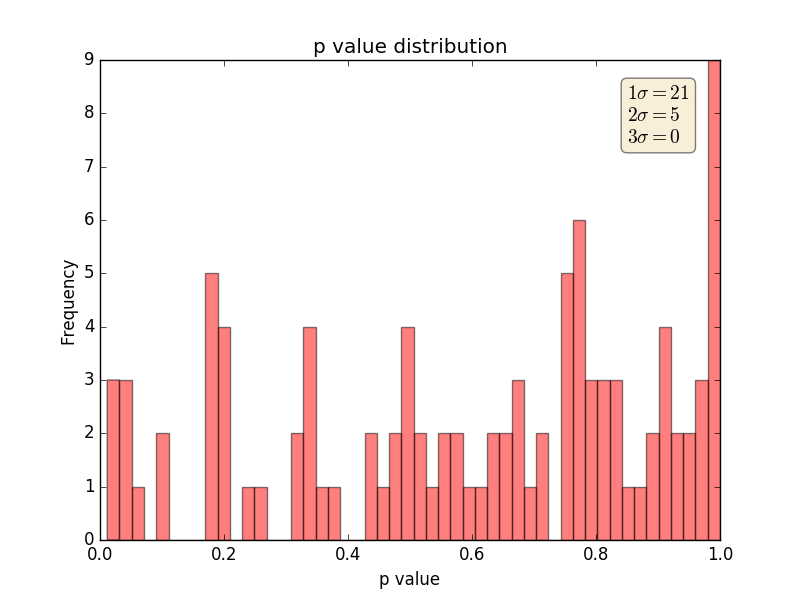 p value distribution
9
8
7
6
5
4
3
2
1
0
Frequency
1σ = 21
2σ = 5
3σ = 0
0.0 0.2 0.4 0.6 0.8 1.0
p value